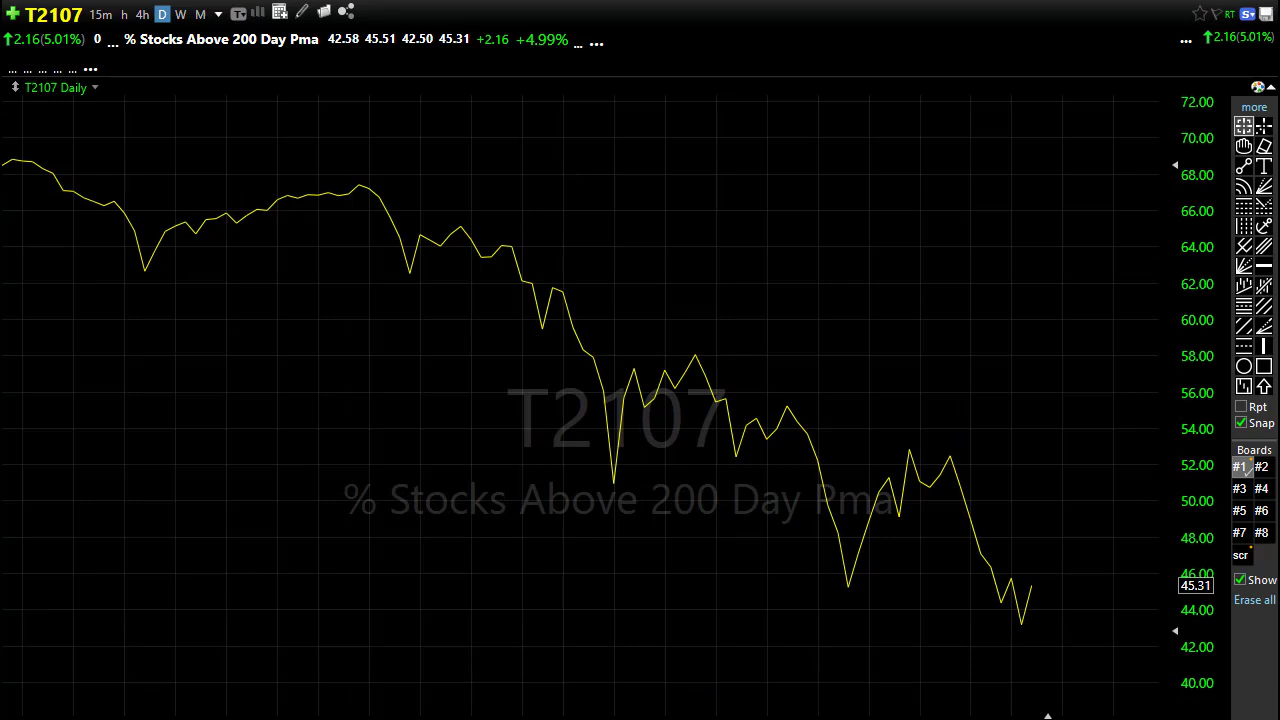 T2107 15m h 4h D W M T RT S
2.16(5.01%) 0 ... % Stocks Above 200 Day Pma 42.58 45.51 42.50 45.31 +2.16 +4.99% ... ... ... 2.16(5.01%)
... ... ... ... ... ...
T2107 Daily
72.00
70.00
68.00
66.00
64.00
62.00
60.00
58.00
56.00
54.00
52.00
50.00
48.00
46.00
45.31
44.00
42.00
40.00
T2107
% Stocks Above 200 Day Pma
more
T
Rpt
Snap
Boards
#1 #2
#3 #4
#5 #6
#7 #8
scr
Show
Erase all